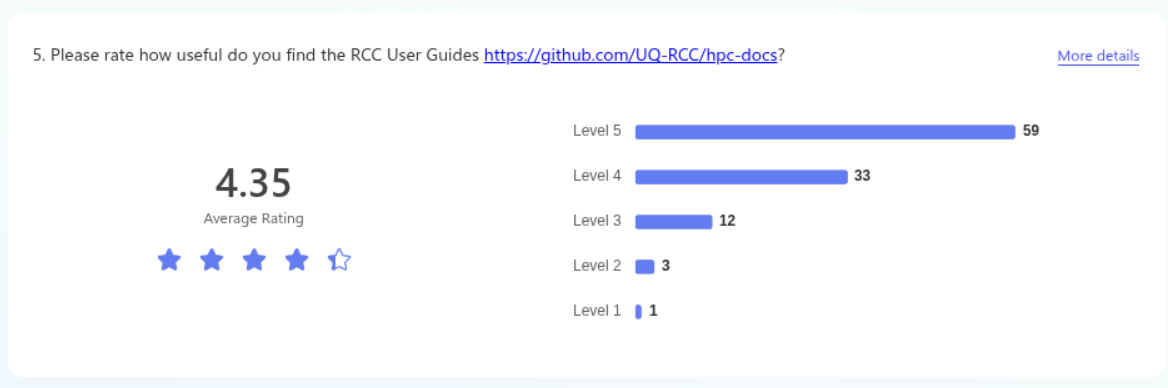 5. Please rate how useful do you find the RCC User Guides https://github.com/UQ-RCC/hpc-docs?
More details
4.35
Average Rating
Level 5 59
Level 4 33
Level 3 12
Level 2 3
Level 1 1